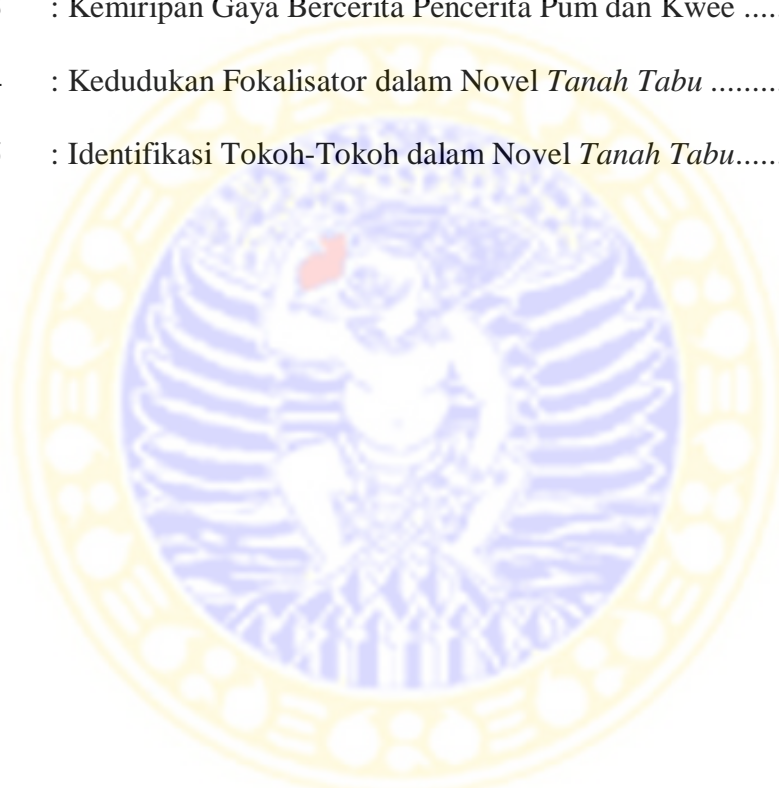 : Kemiripan Gaya Bercerita Pencerita Pum dan Kwee ....
: Kedudukan Fokalisator dalam Novel Tanah Tabu .........
: Identifikasi Tokoh-Tokoh dalam Novel Tanah Tabu......